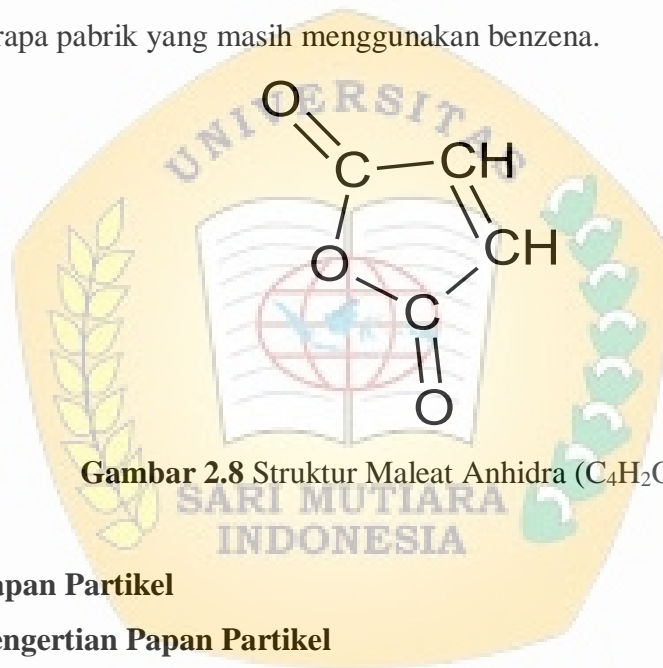 rapa pabrik yang masih menggunakan benzena.
UNIVERSITAS
O
C CH
O CH
C
O
Gambar 2.8 Struktur Maleat Anhidra (C₄H₂O
SARI MUTIARA
INDONESIA
apan Partikel
engertian Papan Partikel